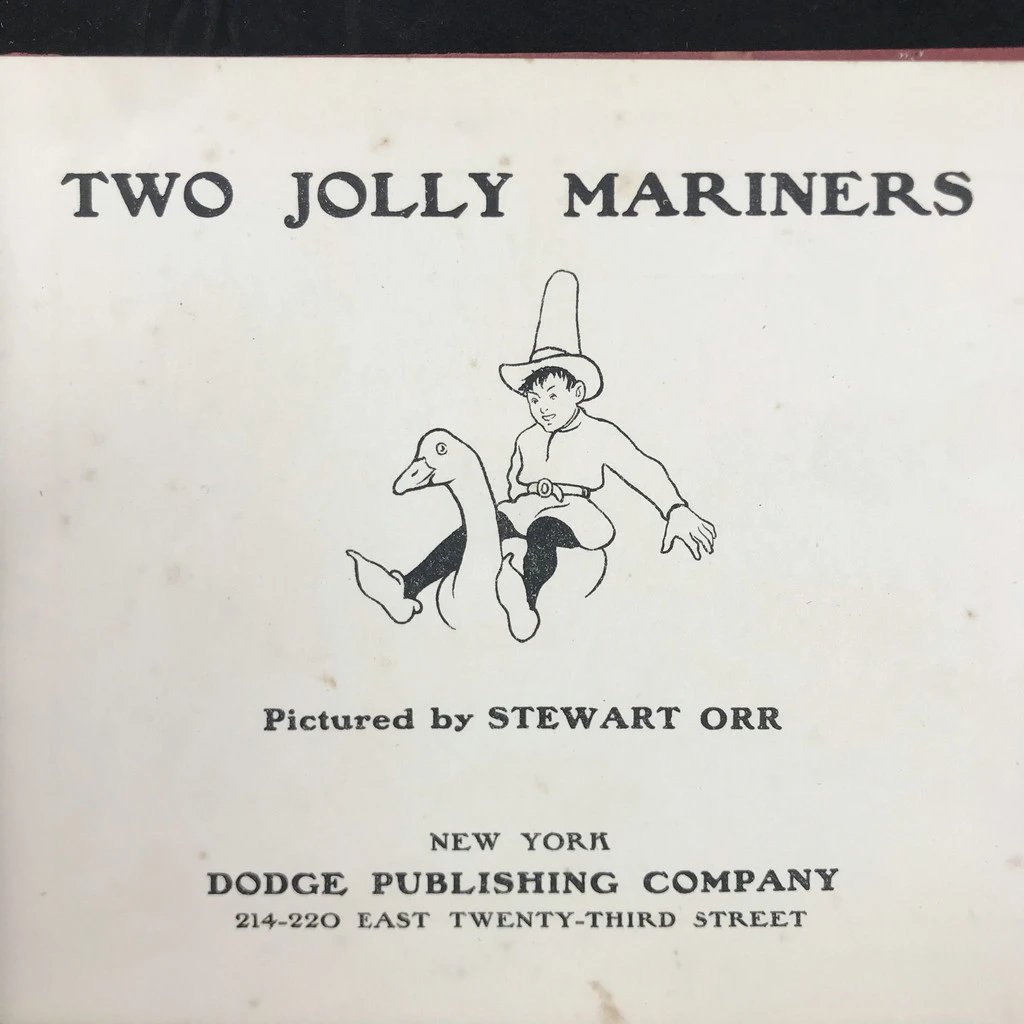 TWO JOLLY MARINERS
Pictured by STEWART ORR
NEW YORK
DODGE PUBLISHING COMPANY
214-220 EAST TWENTY-THIRD STREET